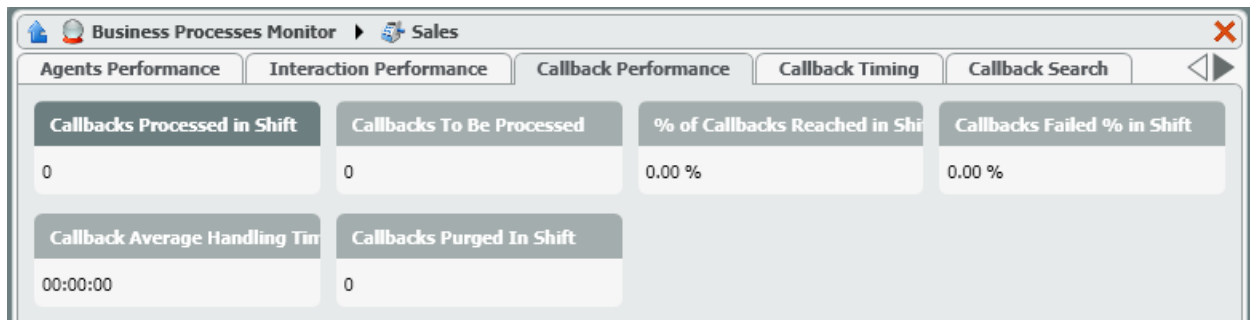 Business Processes Monitor Sales
Agents Performance Interaction Performance Callback Performance Callback Timing Callback Search
Callbacks Processed in Shift Callbacks To Be Processed % of Callbacks Reached in Shi Callbacks Failed % in Shift
0 0 0.00 % 0.00 %
Callback Average Handling Tim Callbacks Purged In Shift
00:00:00 0